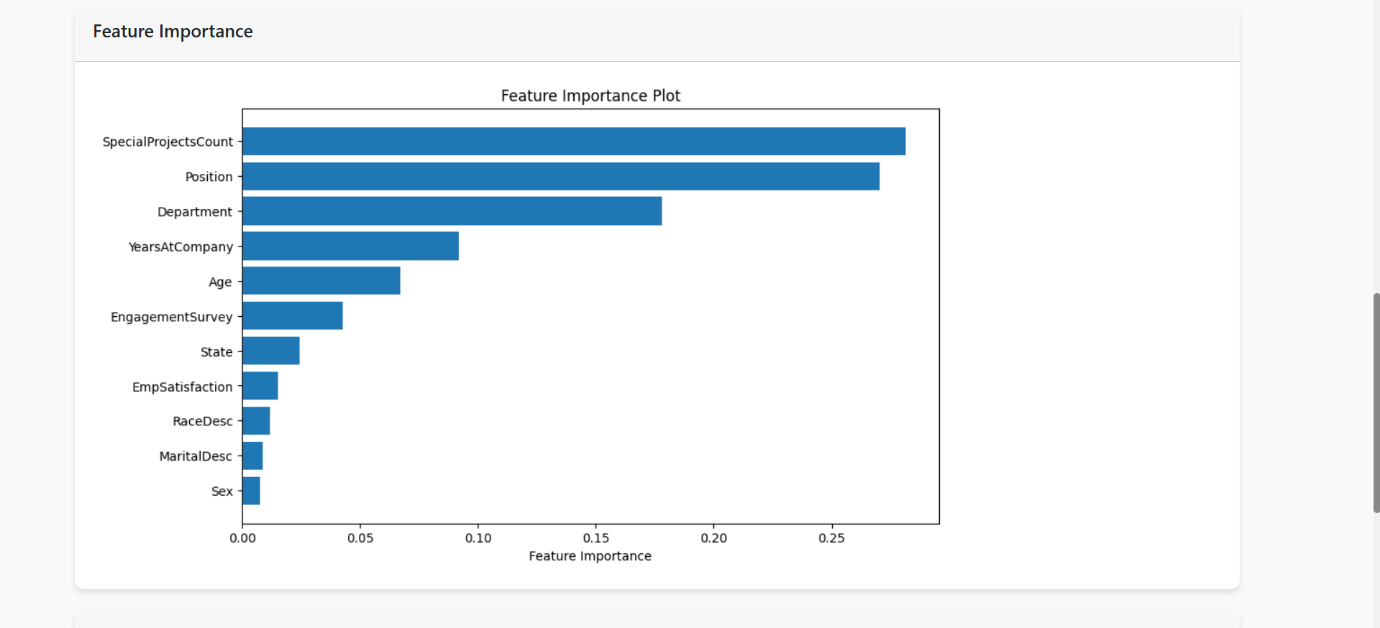 Feature Importance
Feature Importance Plot
SpecialProjectsCount
Position
Department
YearsAtCompany
Age
EngagementSurvey
State
EmpSatisfaction
RaceDesc
MaritalDesc
Sex
0.00 0.05 0.10 0.15 0.20 0.25
Feature Importance